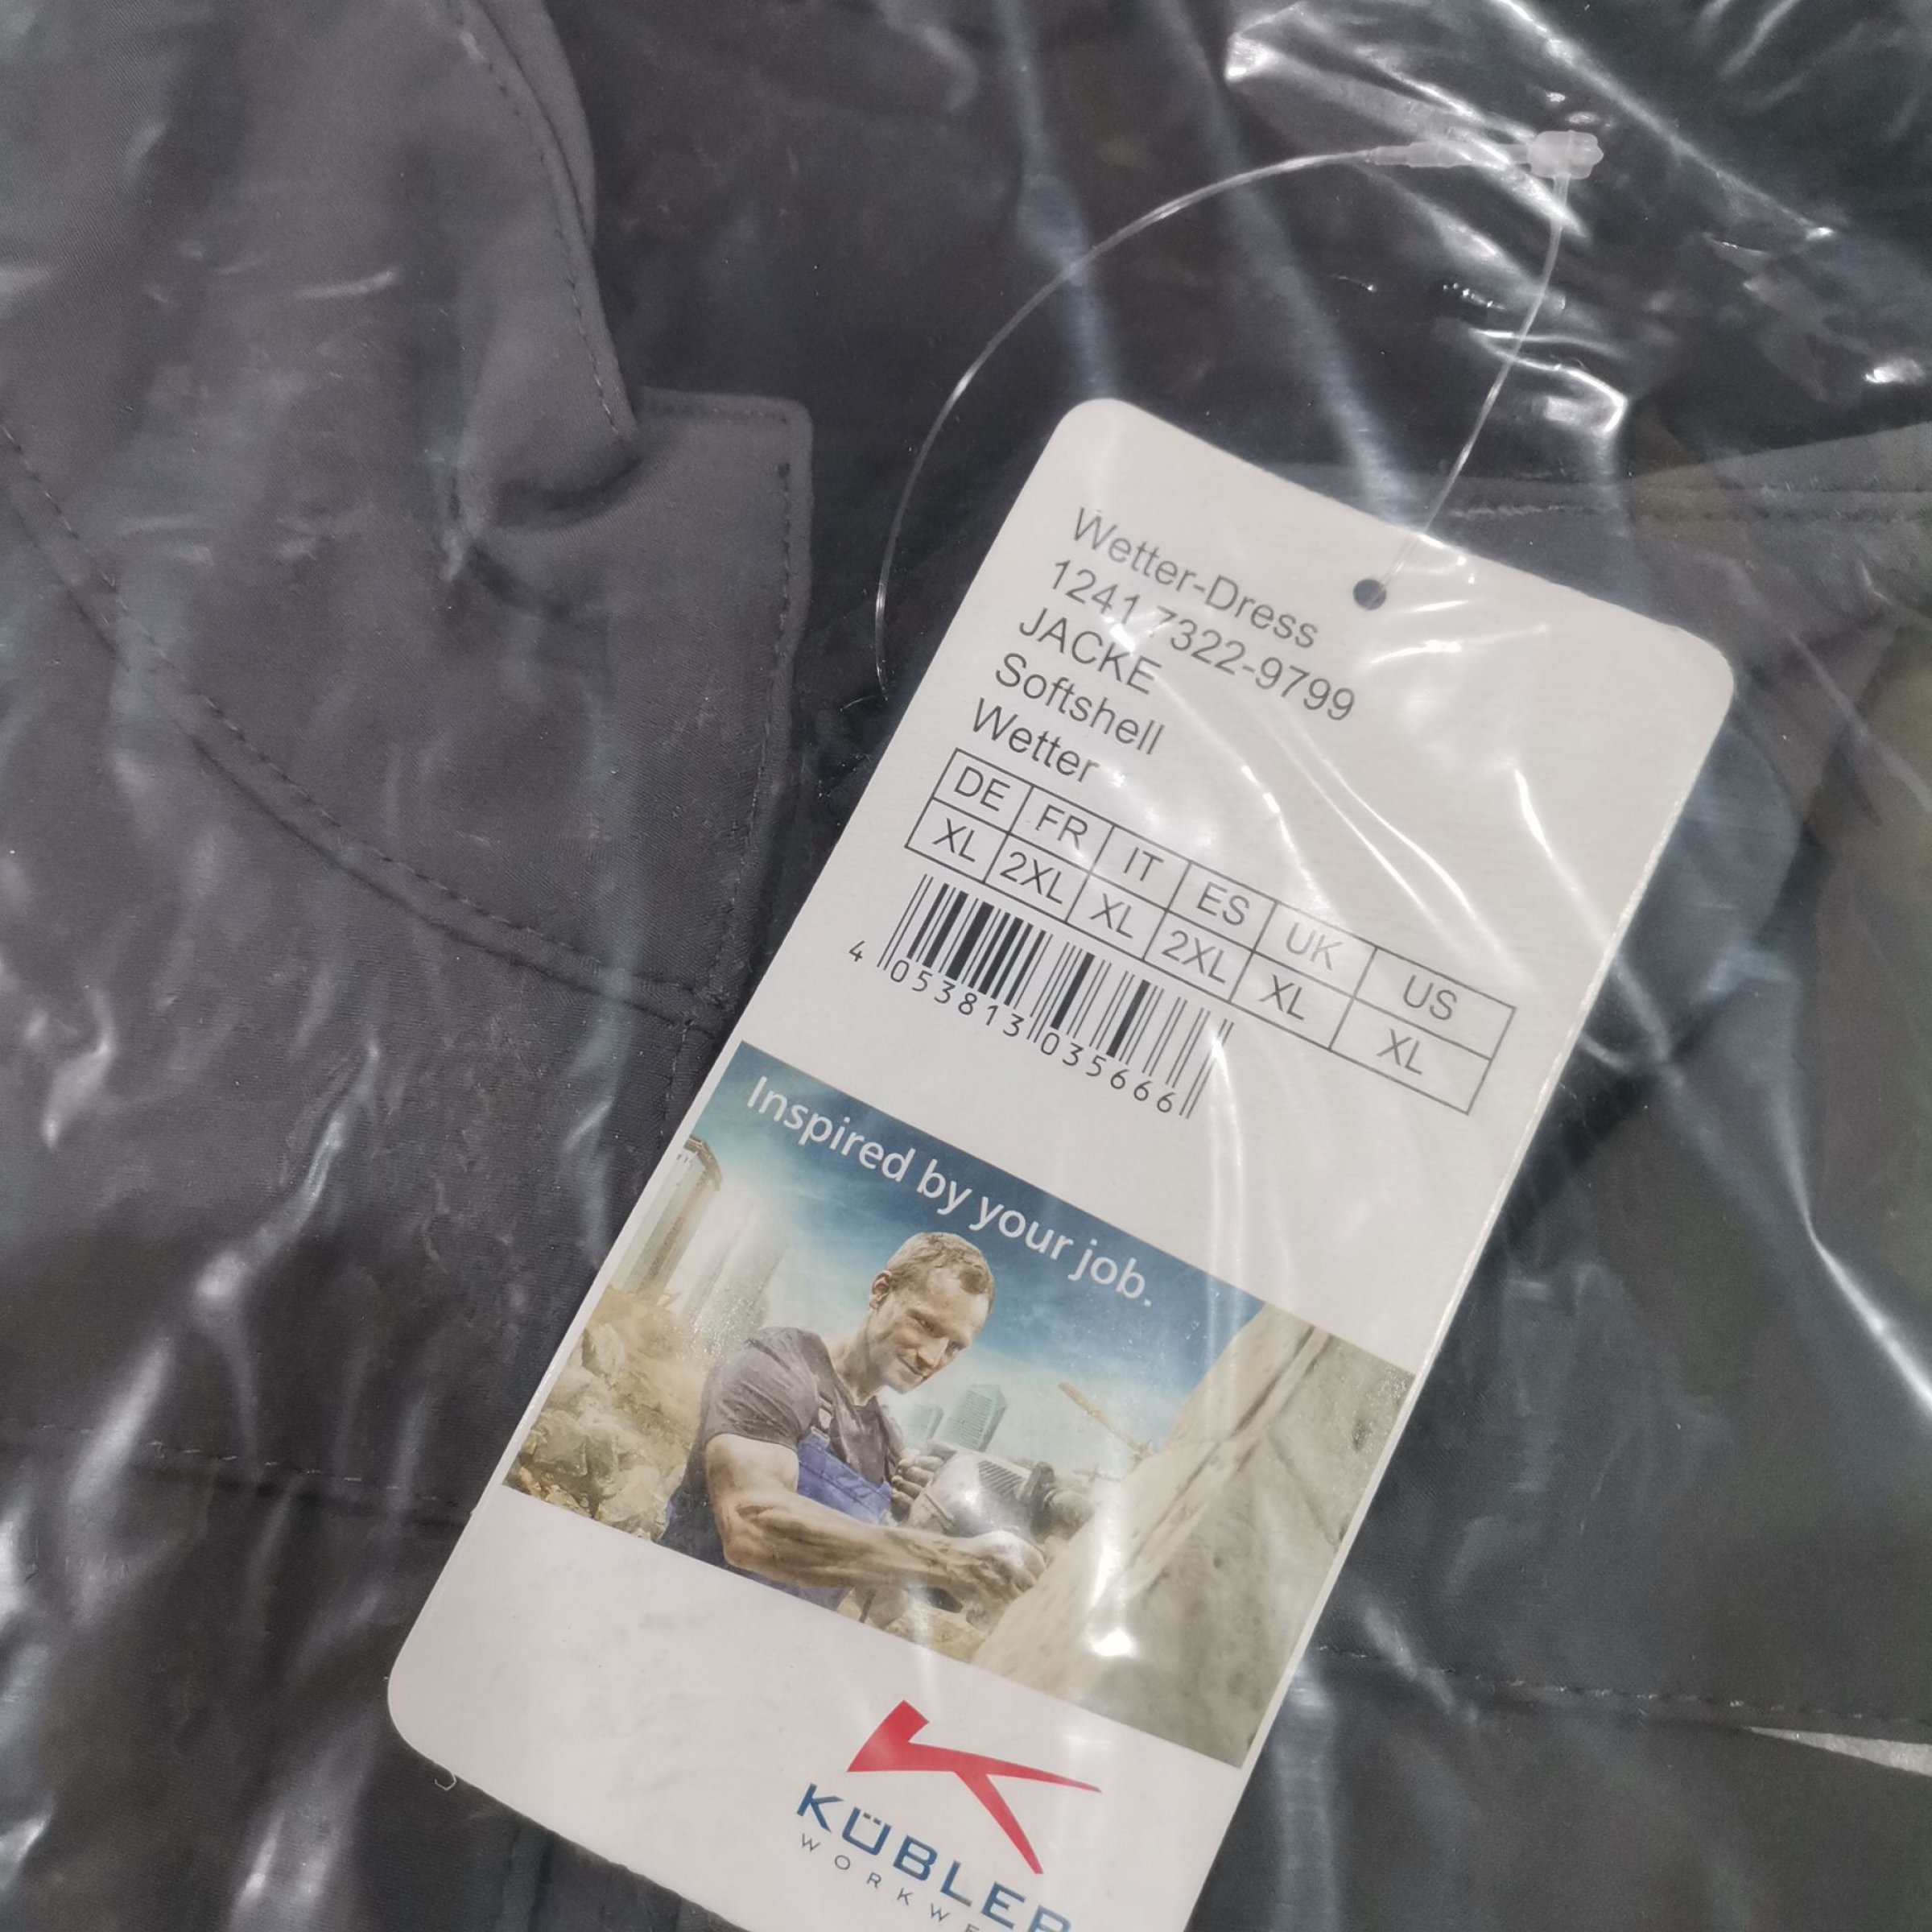 Wetter-Dress
1241 7322-9799
JACKE
Softshell
Wetter
DE FR IT ES UK US
XL 2XL XL 2XL XL XL
4 053813 035666
Inspired by your job.
KÜBLER